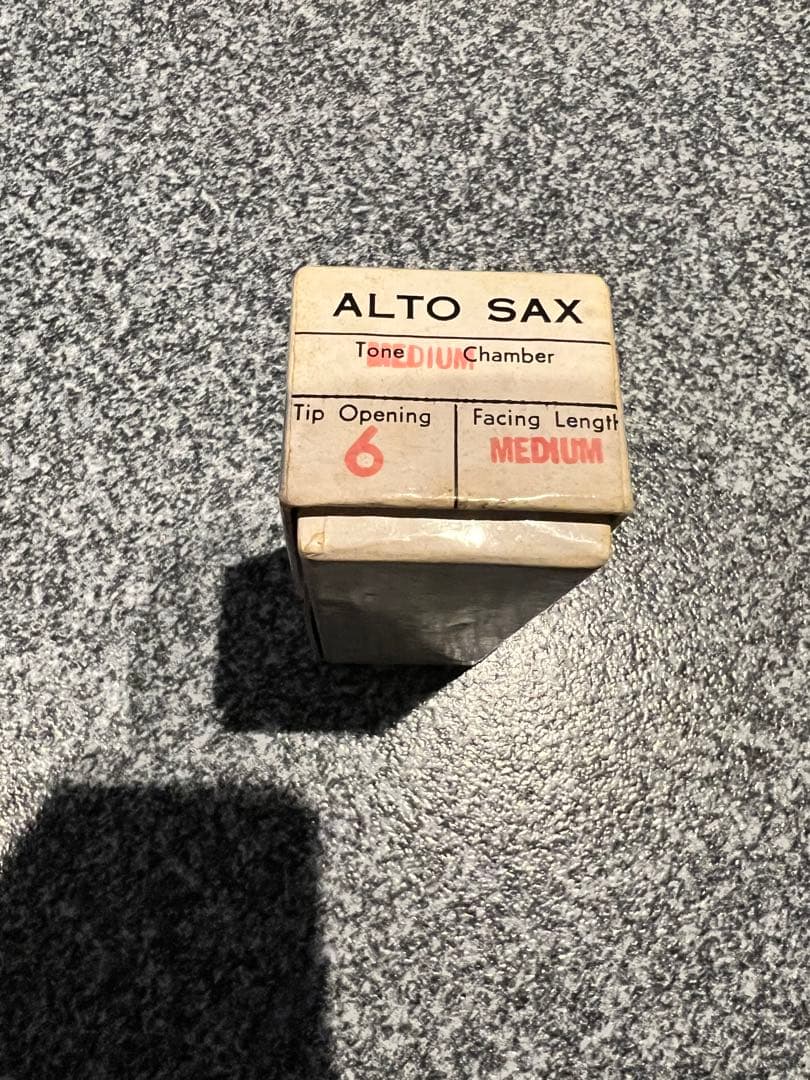 ALTO SAX
Tone MEDIUM Chamber
Tip Opening Facing Length
6 MEDIUM